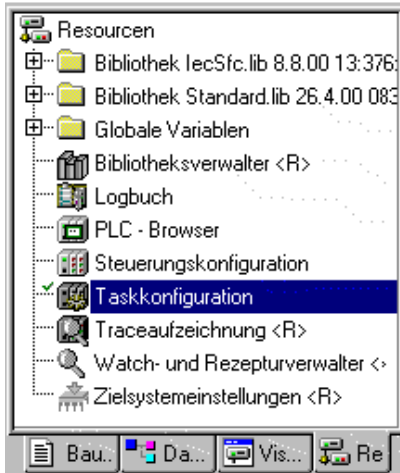 Resourcen
Bibliothek IecSfc.lib 8.8.00 13:376:
Bibliothek Standard.lib 26.4.00 083
Globale Variablen
Bibliotheksverwalter <R>
Logbuch
PLC - Browser
Steuerungskonfiguration
Taskkonfiguration
Traceaufzeichnung <R>
Watch- und Rezepturverwalter <
Zielsystemeinstellungen <R>
Bau.. Da... Vis... Re